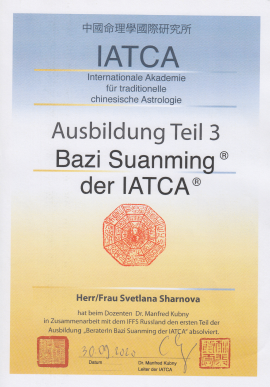 中國命理學國際研究所
IATCA
Internationale Akademie
für traditionelle
chinesische Astrologie
Ausbildung Teil 3
Bazi Suanming ®
der IATCA ®
Herr/Frau Svetlana Sharnova
hat beim Dozenten Dr. Manfred Kubny
in Zusammenarbeit mit dem IFFS Russland den ersten Teil der
Ausbildung „BeraterIn Bazi Suanming der IATCA" absolviert.
Datum
Dr. Manfred Kubny
Leiter der IATCA